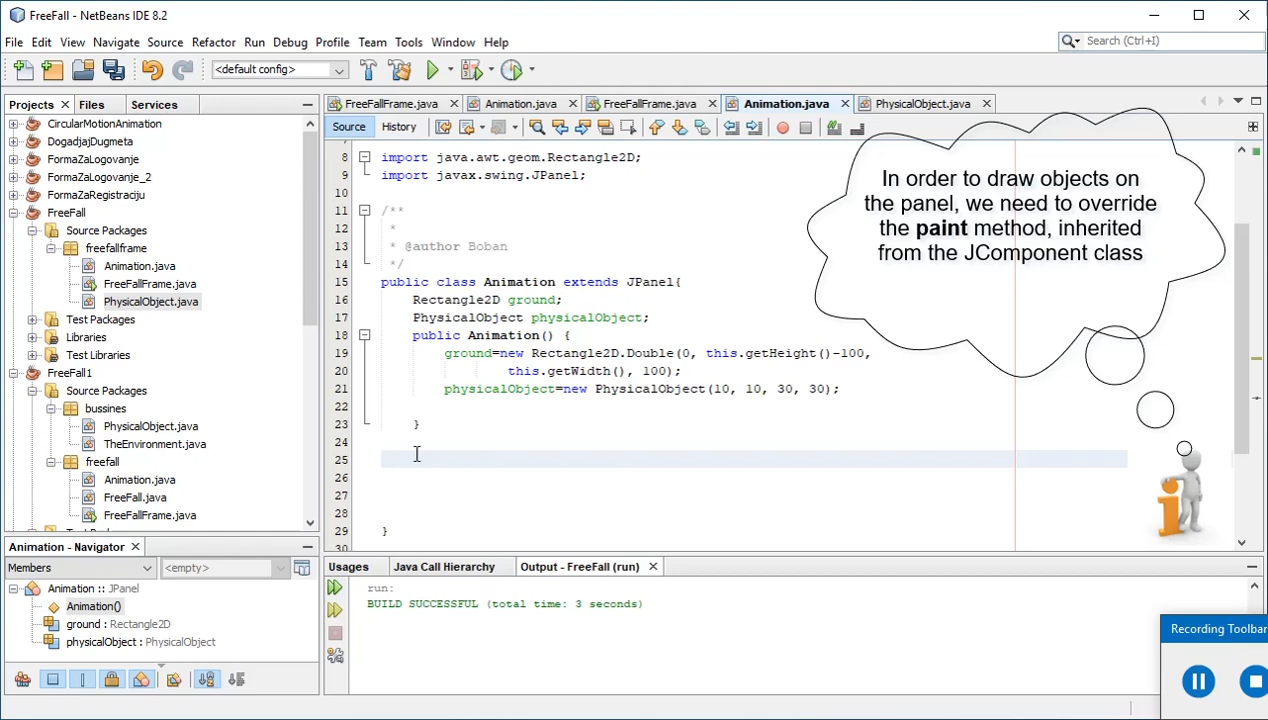 FreeFall - NetBeans IDE 8.2
File Edit View Navigate Source Refactor Run Debug Profile Team Tools Window Help
Search (Ctrl+I)
<default config>
Projects Files Services
FreeFallFrame.java Animation.java FreeFallFrame.java Animation.java PhysicalObject.java
Source History
CircularMotionAnimation
DogadjajDugmeta
FormaZaLogovanje
FormaZaLogovanje_2
FormaZaRegistraciju
FreeFall
Source Packages
freefallframe
Animation.java
FreeFallFrame.java
PhysicalObject.java
Test Packages
Libraries
Test Libraries
FreeFall1
Source Packages
bussines
PhysicalObject.java
TheEnvironment.java
freefall
Animation.java
FreeFall.java
FreeFallFrame.java
8 import java.awt.geom.Rectangle2D;
9 import javax.swing.JPanel;
10
11 /**
12 *
13 * @author Boban
14 */
15 public class Animation extends JPanel{
16 Rectangle2D ground;
17 PhysicalObject physicalObject;
18 public Animation() {
19 ground=new Rectangle2D.Double(0, this.getHeight()-100,
20 this.getWidth(), 100);
21 physicalObject=new PhysicalObject(10, 10, 30, 30);
22
23 }
24
25
26
27
28
29 }
30
In order to draw objects on
the panel, we need to override
the paint method, inherited
from the JComponent class
Animation - Navigator
Members <empty>
Animation :: JPanel
Animation()
ground : Rectangle2D
physicalObject : PhysicalObject
Usages Java Call Hierarchy Output - FreeFall (run)
run:
BUILD SUCCESSFUL (total time: 3 seconds)
Recording Toolbar